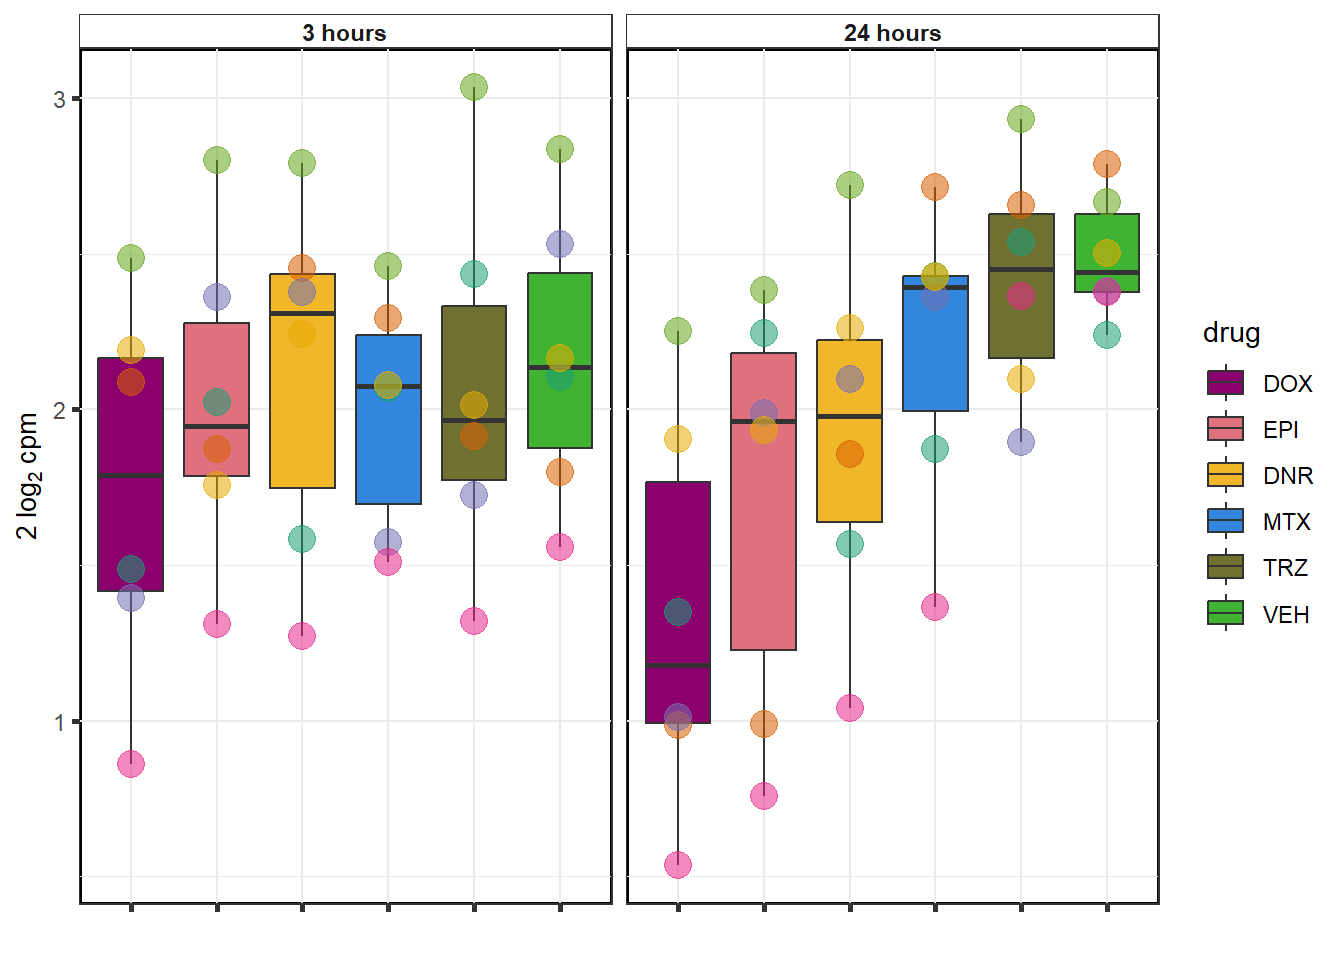 3 hours
24 hours
3
2
1
2 log₂ cpm
drug
DOX
EPI
DNR
MTX
TRZ
VEH